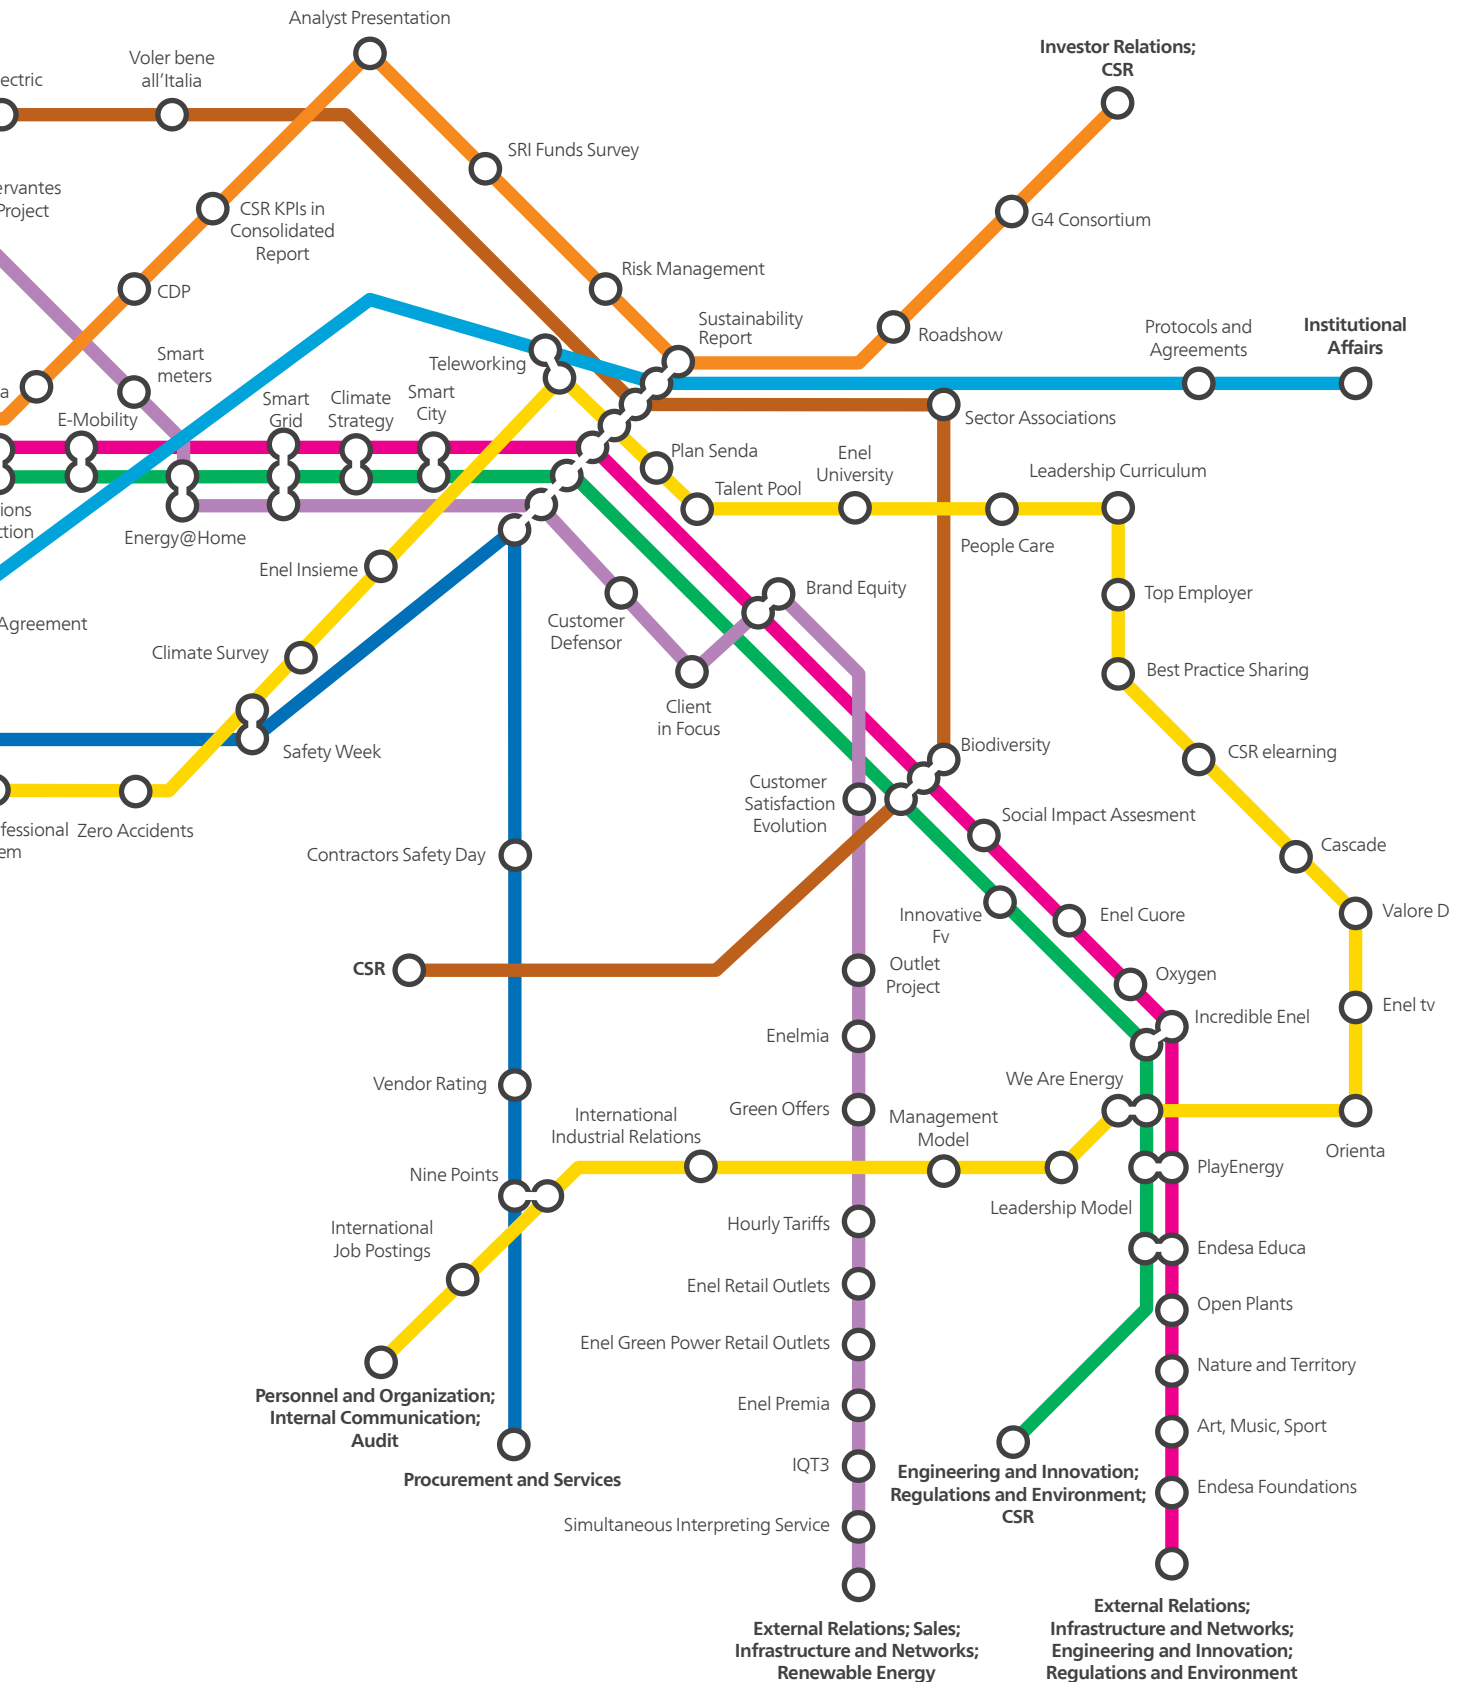 Analyst Presentation
Investor Relations;
CSR
Voler bene
all'Italia
ectric
SRI Funds Survey
ervantes
Project
CSR KPIs in
Consolidated
Report
G4 Consortium
Risk Management
CDP
Sustainability
Report
Roadshow
Protocols and
Agreements
Institutional
Affairs
Smart
meters
Teleworking
a
E-Mobility
Smart
Grid
Climate
Strategy
Smart
City
Sector Associations
Plan Senda
Enel
University
Leadership Curriculum
Talent Pool
ions
ction
Energy@Home
People Care
Enel Insieme
Brand Equity
Top Employer
Agreement
Customer
Defensor
Climate Survey
Best Practice Sharing
Client
in Focus
Safety Week
Biodiversity
CSR elearning
Customer
Satisfaction
Evolution
Social Impact Assesment
fessional
em
Zero Accidents
Contractors Safety Day
Cascade
Innovative
Fv
Enel Cuore
Valore D
CSR
Outlet
Project
Oxygen
Incredible Enel
Enel tv
Enelmia
We Are Energy
Vendor Rating
International
Industrial Relations
Green Offers
Management
Model
Orienta
Nine Points
PlayEnergy
Leadership Model
International
Job Postings
Hourly Tariffs
Endesa Educa
Enel Retail Outlets
Open Plants
Enel Green Power Retail Outlets
Nature and Territory
Personnel and Organization;
Internal Communication;
Audit
Enel Premia
Art, Music, Sport
Procurement and Services
IQT3
Engineering and Innovation;
Regulations and Environment;
CSR
Endesa Foundations
Simultaneous Interpreting Service
External Relations; Sales;
Infrastructure and Networks;
Renewable Energy
External Relations;
Infrastructure and Networks;
Engineering and Innovation;
Regulations and Environment